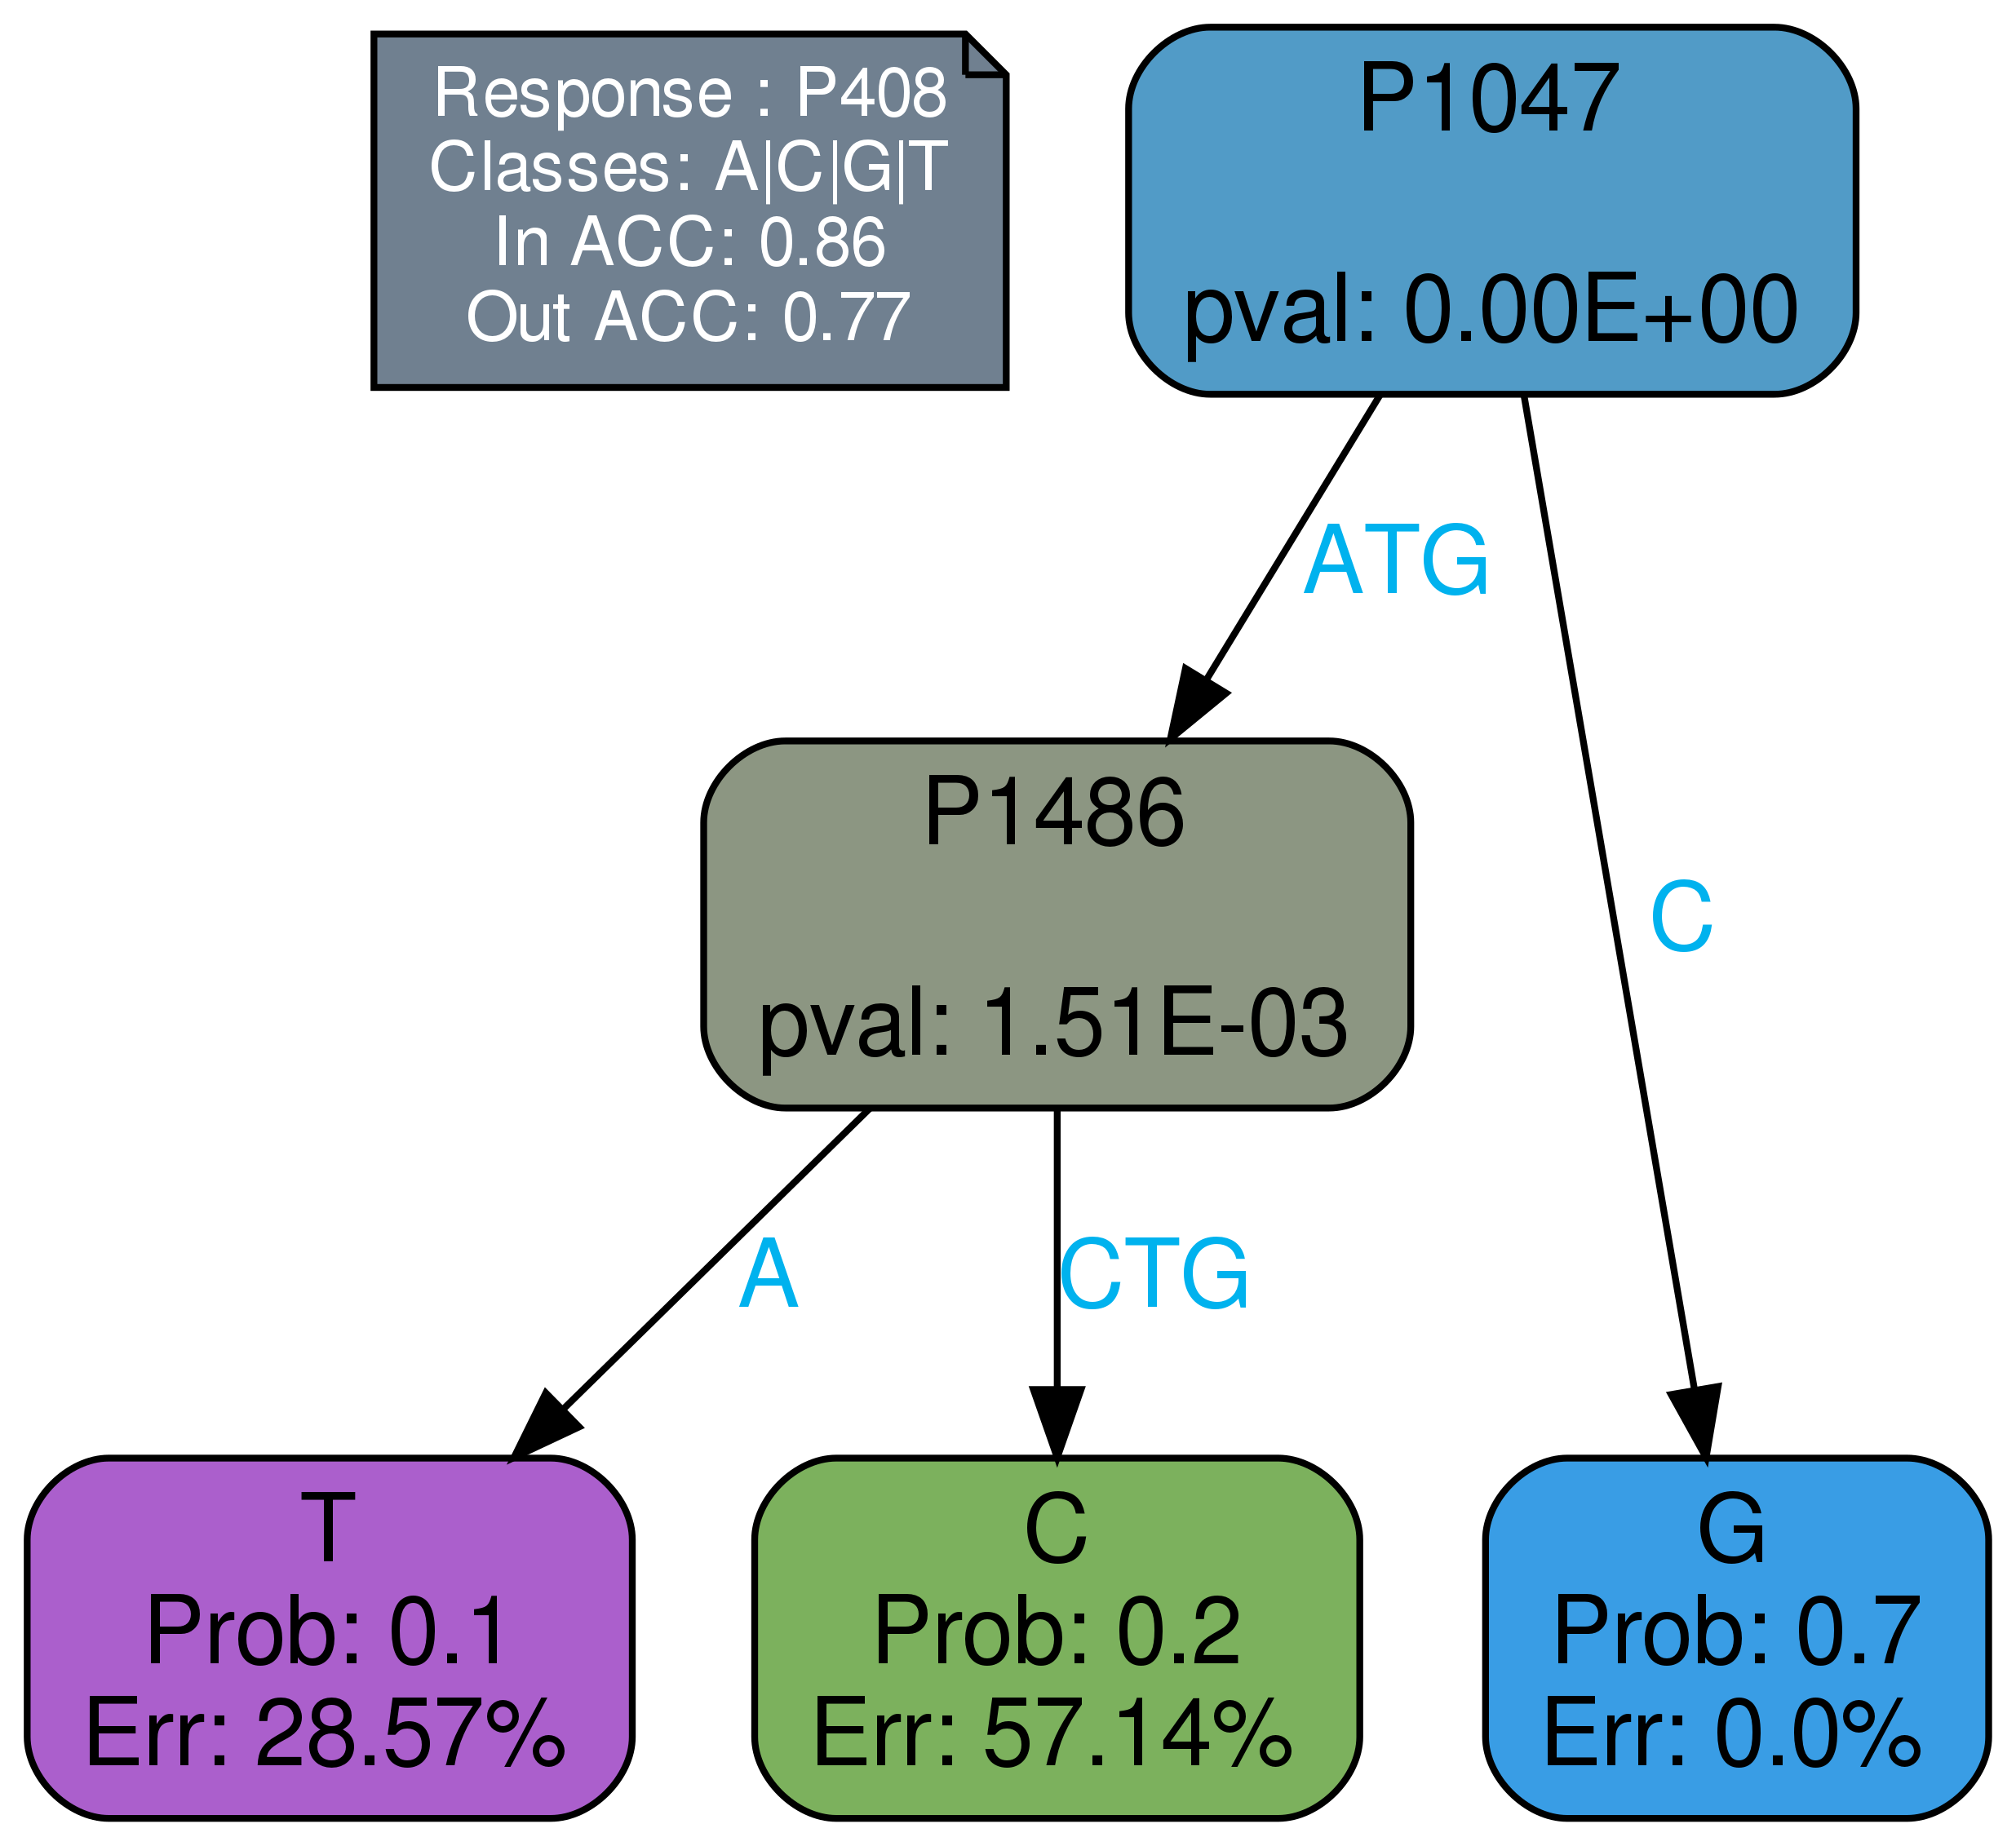 Response : P408
Classes: A|C|G|T
In ACC: 0.86
Out ACC: 0.77
P1047
pval: 0.00E+00
ATG
C
P1486
pval: 1.51E-03
A
CTG
T
Prob: 0.1
Err: 28.57%
C
Prob: 0.2
Err: 57.14%
G
Prob: 0.7
Err: 0.0%